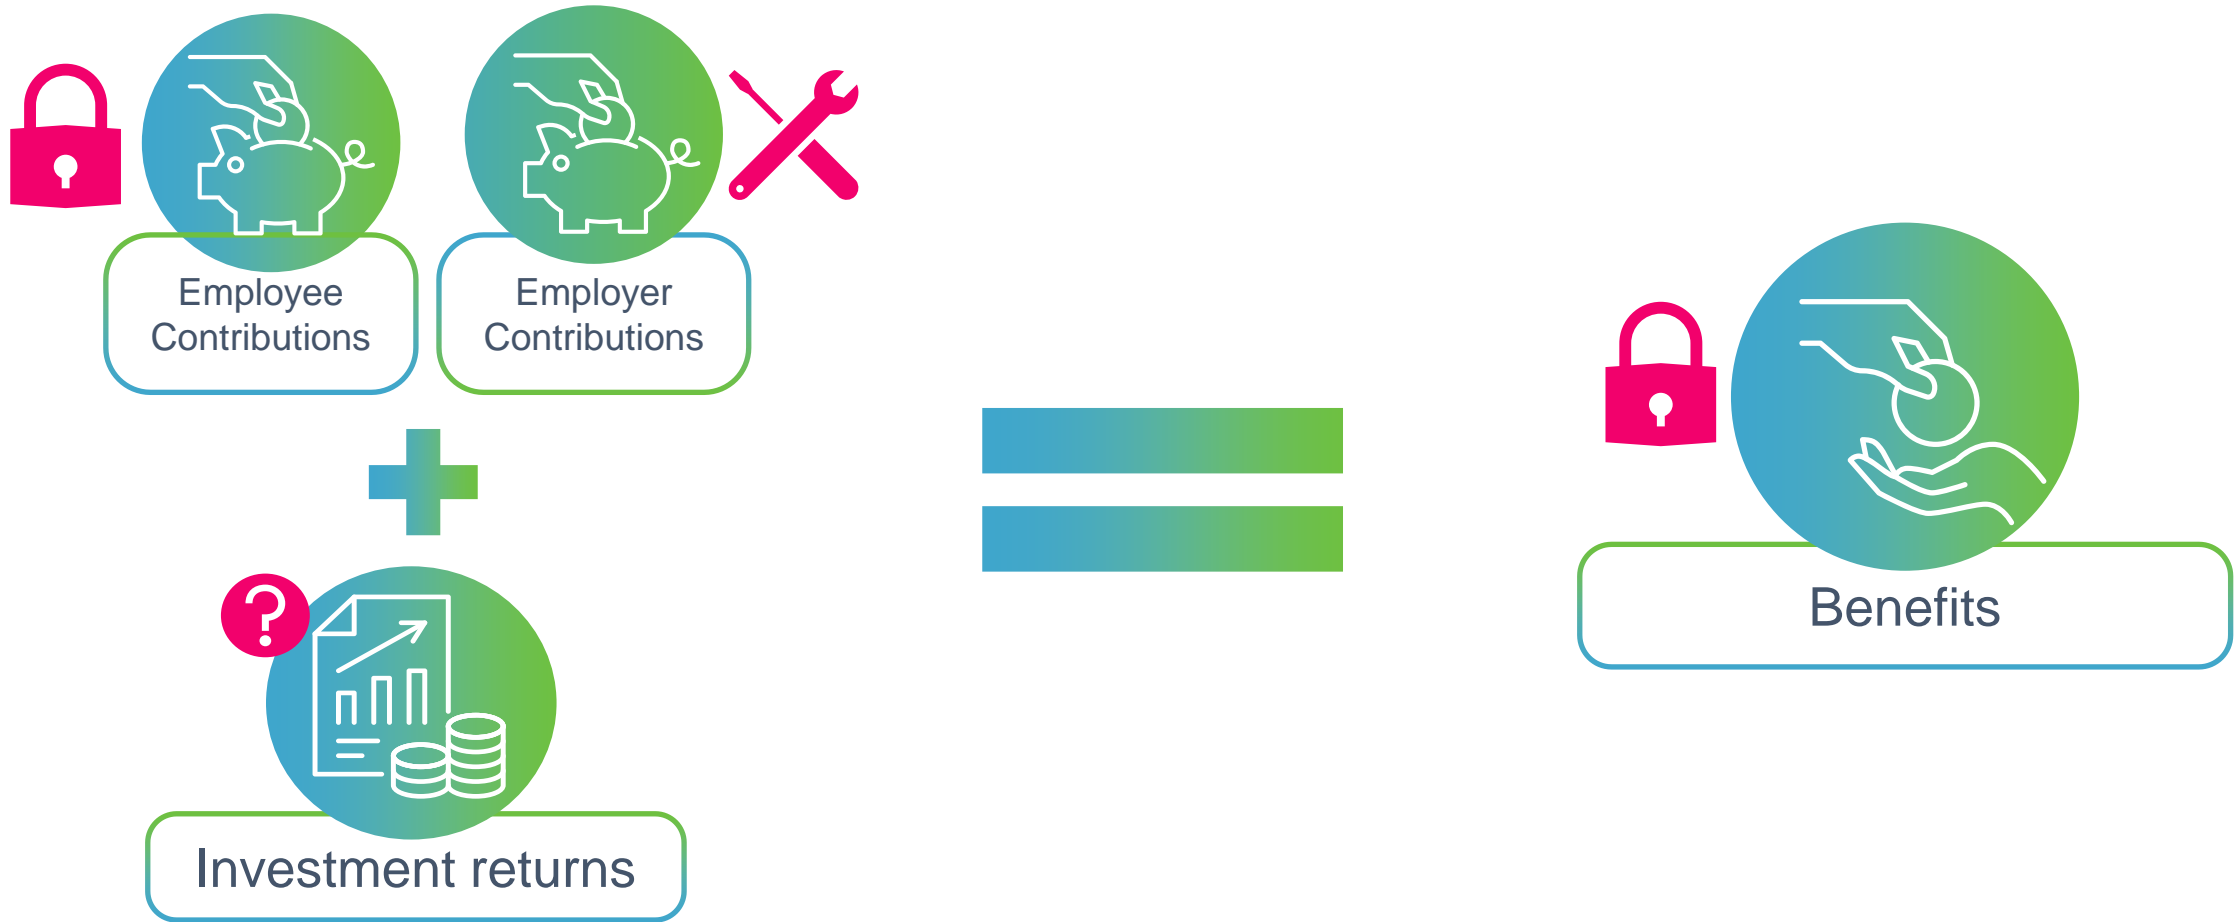 Employee
Contributions
Employer
Contributions
?
Investment returns
Benefits